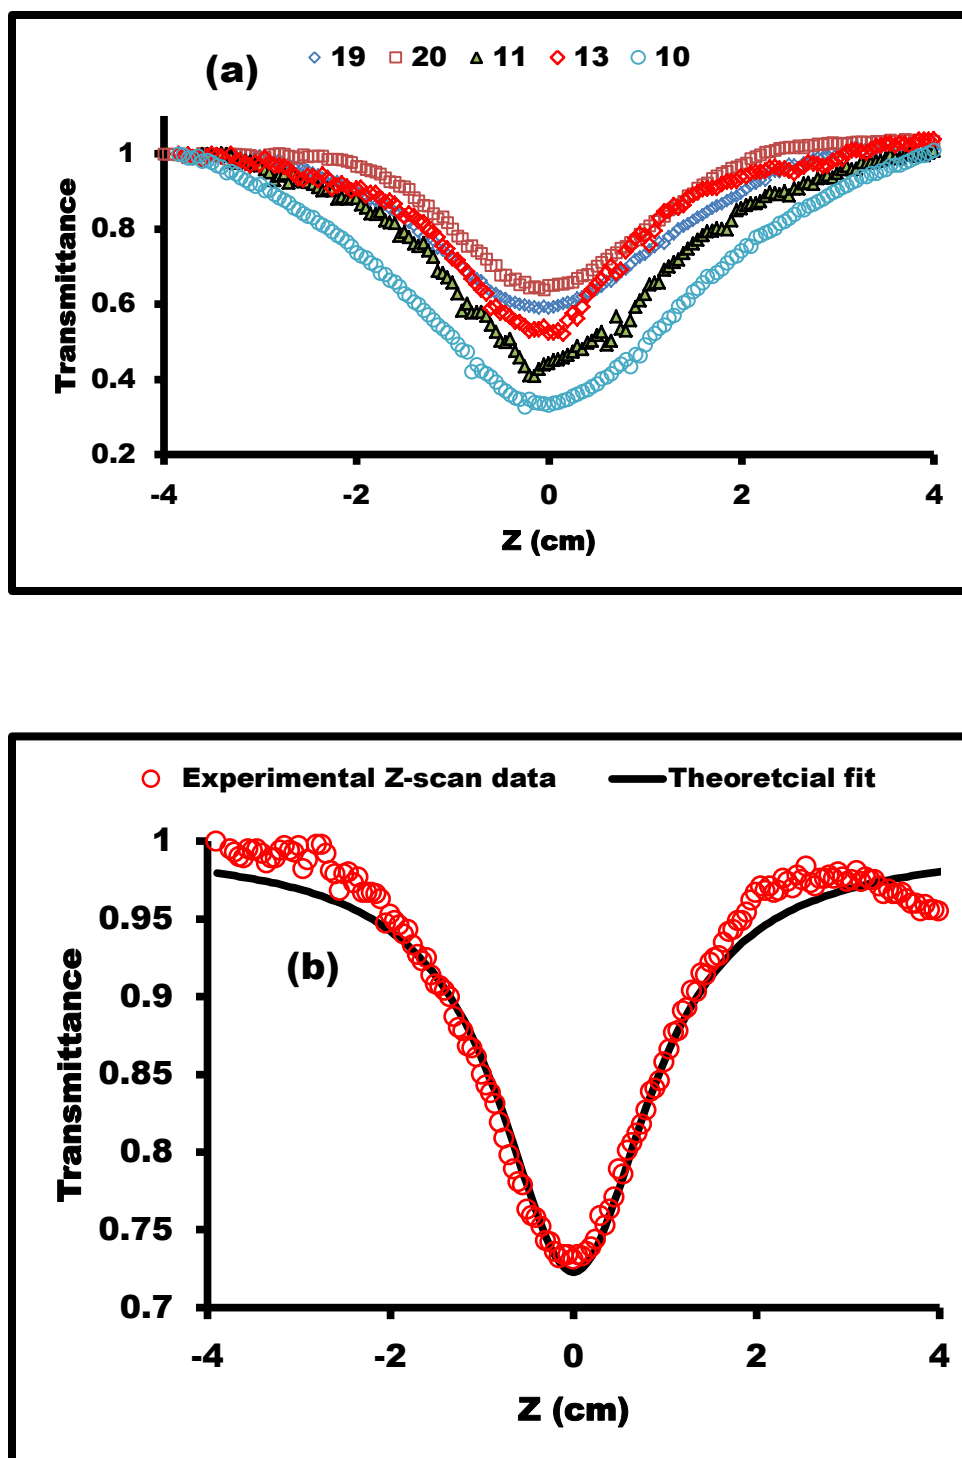 (a) 19 20 11 13 10
1
0.8
0.6
0.4
0.2
Transmittance
-4 -2 0 2 4
Z (cm)
Experimental Z-scan data Theoretcial fit
1
0.95
(b)
0.9
0.85
0.8
0.75
0.7
Transmittance
-4 -2 0 2 4
Z (cm)